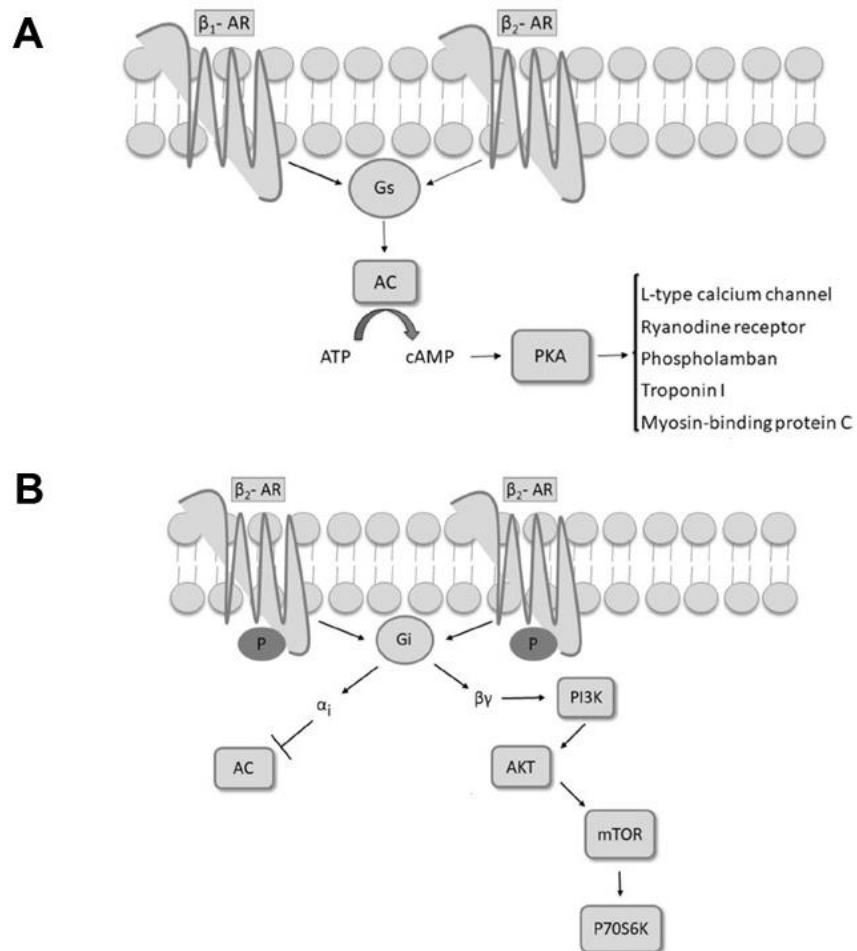 A
β₁- AR
β₂- AR
Gs
AC
ATP
cAMP
PKA
L-type calcium channel
Ryanodine receptor
Phospholamban
Troponin I
Myosin-binding protein C
B
β₂- AR
β₂- AR
P
Gi
P
αᵢ
βγ
PI3K
AC
AKT
mTOR
P70S6K